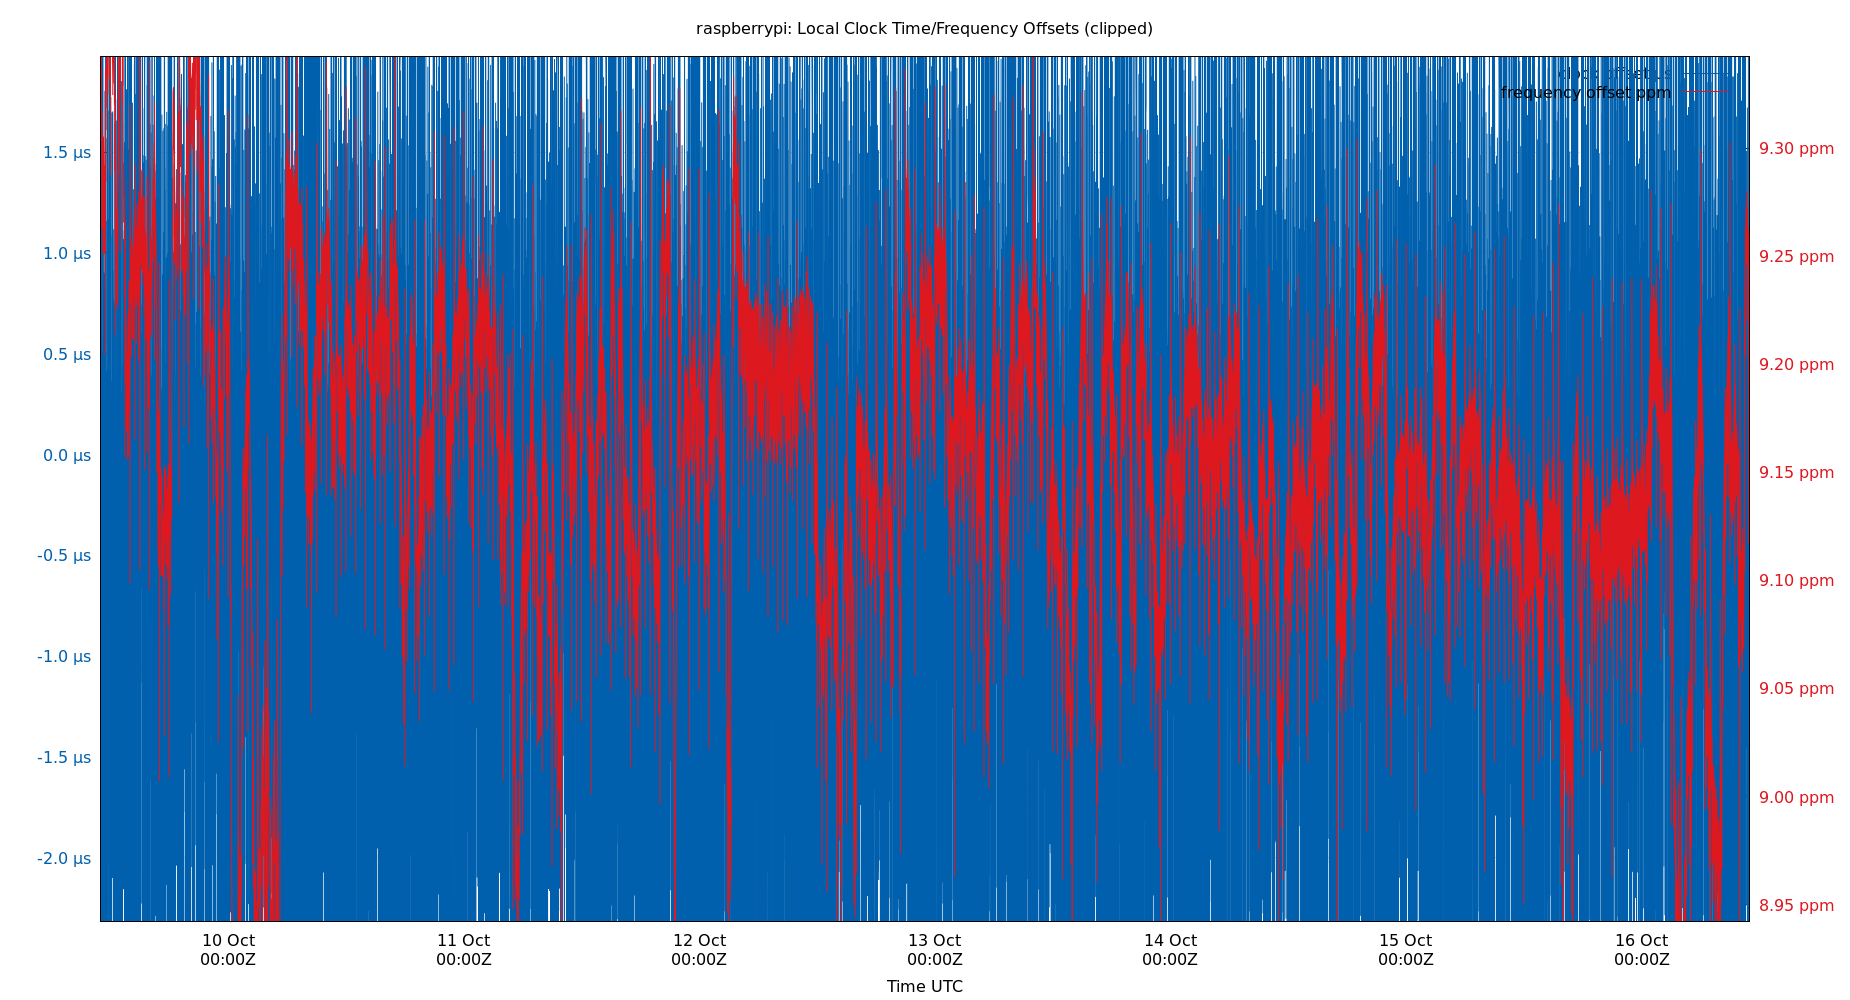 raspberrypi: Local Clock Time/Frequency Offsets (clipped)
clock offset µs
frequency offset ppm
1.5 µs
1.0 µs
0.5 µs
0.0 µs
-0.5 µs
-1.0 µs
-1.5 µs
-2.0 µs
9.30 ppm
9.25 ppm
9.20 ppm
9.15 ppm
9.10 ppm
9.05 ppm
9.00 ppm
8.95 ppm
10 Oct
00:00Z
11 Oct
00:00Z
12 Oct
00:00Z
13 Oct
00:00Z
14 Oct
00:00Z
15 Oct
00:00Z
16 Oct
00:00Z
Time UTC